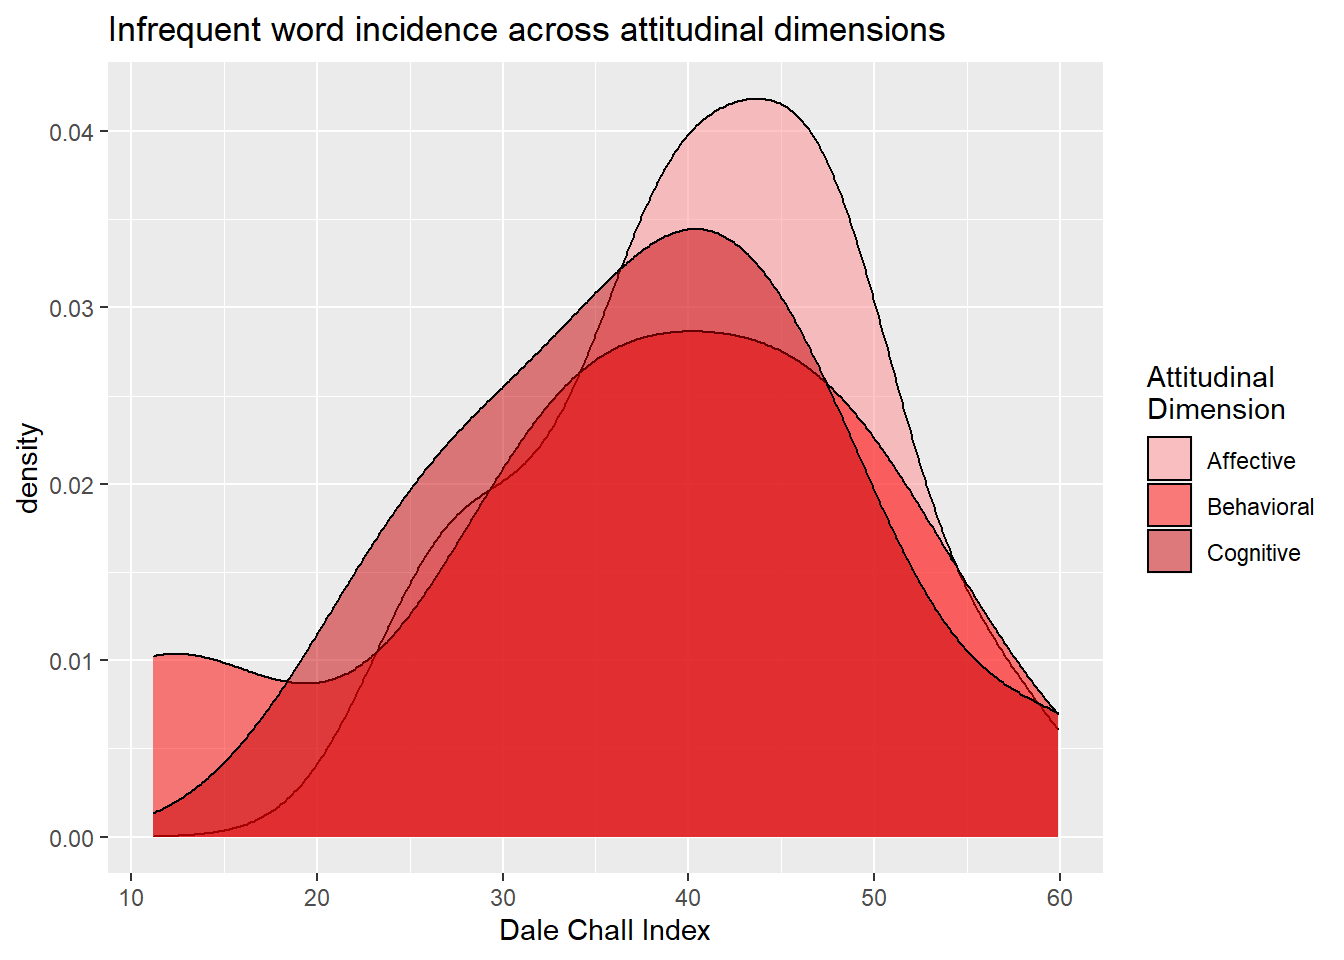 Infrequent word incidence across attitudinal dimensions
0.04
0.03
0.02
0.01
0.00
density
10 20 30 40 50 60
Dale Chall Index
Attitudinal
Dimension
Affective
Behavioral
Cognitive